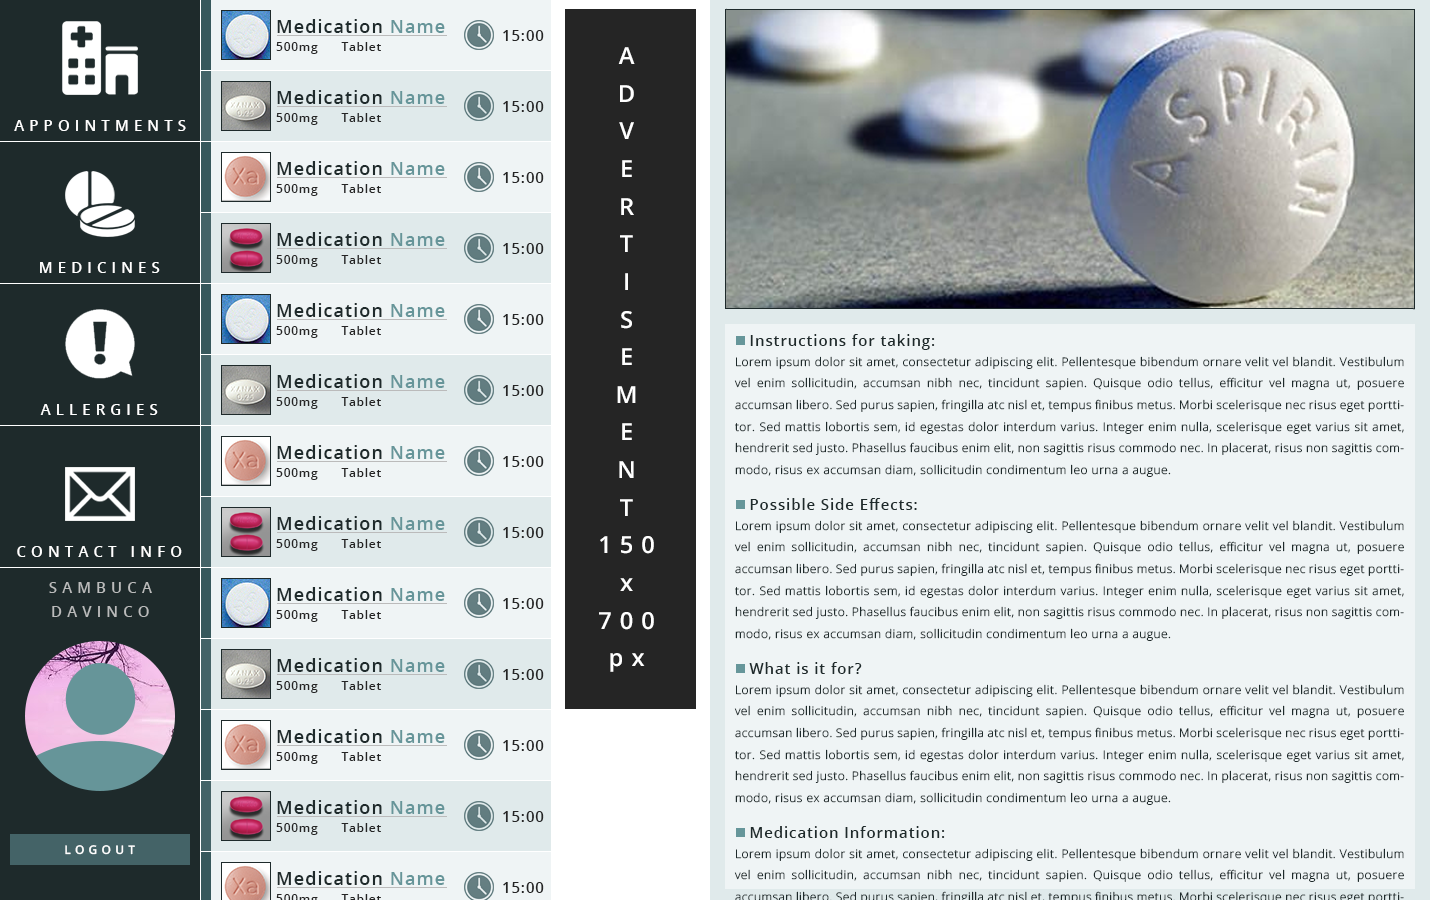 APPOINTMENTS
MEDICINES
ALLERGIES
CONTACT INFO
SAMBUCA
DAVINCO
LOGOUT
Medication Name
500mg Tablet
15:00
Medication Name
500mg Tablet
15:00
XANAX
Medication Name
500mg Tablet
15:00
Xa
Medication Name
500mg Tablet
15:00
Medication Name
500mg Tablet
15:00
Medication Name
500mg Tablet
15:00
XANAX
Medication Name
500mg Tablet
15:00
Xa
Medication Name
500mg Tablet
15:00
Medication Name
500mg Tablet
15:00
Medication Name
500mg Tablet
15:00
XANAX
Medication Name
500mg Tablet
15:00
Xa
Medication Name
500mg Tablet
15:00
Medication Name
500mg Tablet
15:00
Xa
A
D
V
E
R
T
I
S
E
M
E
N
T
150
x
700
px
ASPIRIN
Instructions for taking:
Lorem ipsum dolor sit amet, consectetur adipiscing elit. Pellentesque bibendum ornare velit vel blandit. Vestibulum
vel enim sollicitudin, accumsan nibh nec, tincidunt sapien. Quisque odio tellus, efficitur vel magna ut, posuere
accumsan libero. Sed purus sapien, fringilla atc nisl et, tempus finibus metus. Morbi scelerisque nec risus eget portti-
tor. Sed mattis lobortis sem, id egestas dolor interdum varius. Integer enim nulla, scelerisque eget varius sit amet,
hendrerit sed justo. Phasellus faucibus enim elit, non sagittis risus commodo nec. In placerat, risus non sagittis com-
modo, risus ex accumsan diam, sollicitudin condimentum leo urna a augue.
Possible Side Effects:
Lorem ipsum dolor sit amet, consectetur adipiscing elit. Pellentesque bibendum ornare velit vel blandit. Vestibulum
vel enim sollicitudin, accumsan nibh nec, tincidunt sapien. Quisque odio tellus, efficitur vel magna ut, posuere
accumsan libero. Sed purus sapien, fringilla atc nisl et, tempus finibus metus. Morbi scelerisque nec risus eget portti-
tor. Sed mattis lobortis sem, id egestas dolor interdum varius. Integer enim nulla, scelerisque eget varius sit amet,
hendrerit sed justo. Phasellus faucibus enim elit, non sagittis risus commodo nec. In placerat, risus non sagittis com-
modo, risus ex accumsan diam, sollicitudin condimentum leo urna a augue.
What is it for?
Lorem ipsum dolor sit amet, consectetur adipiscing elit. Pellentesque bibendum ornare velit vel blandit. Vestibulum
vel enim sollicitudin, accumsan nibh nec, tincidunt sapien. Quisque odio tellus, efficitur vel magna ut, posuere
accumsan libero. Sed purus sapien, fringilla atc nisl et, tempus finibus metus. Morbi scelerisque nec risus eget portti-
tor. Sed mattis lobortis sem, id egestas dolor interdum varius. Integer enim nulla, scelerisque eget varius sit amet,
hendrerit sed justo. Phasellus faucibus enim elit, non sagittis risus commodo nec. In placerat, risus non sagittis com-
modo, risus ex accumsan diam, sollicitudin condimentum leo urna a augue.
Medication Information:
Lorem ipsum dolor sit amet, consectetur adipiscing elit. Pellentesque bibendum ornare velit vel blandit. Vestibulum
vel enim sollicitudin, accumsan nibh nec, tincidunt sapien. Quisque odio tellus, efficitur vel magna ut, posuere
accumsan libero. Sed purus sapien, fringilla atc nisl et, tempus finibus metus. Morbi scelerisque nec risus eget portti-